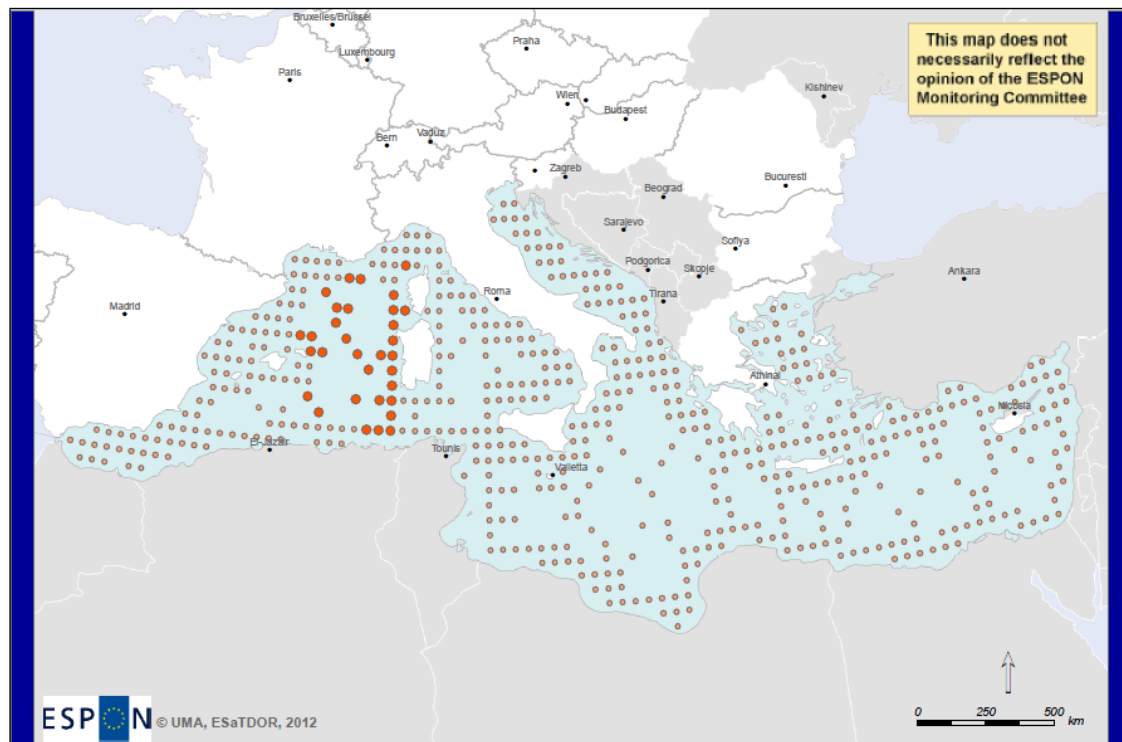 Bruxelles/Brussel
This map does not
necessarily reflect the
opinion of the ESPON
Monitoring Committee
Praha
Luxembourg
Paris
Kishinev
Wien
Budapest
Bern
Vaduz
Zagreb
Bucuresti
Beograd
Sarajevo
Sofiya
Podgorica
Skopje
Ankara
Roma
Tirana
Madrid
Athinai
Nicosia
El-Jazair
Tounis
Valletta
ESPON © UMA, ESaTDOR, 2012
0 250 500
km